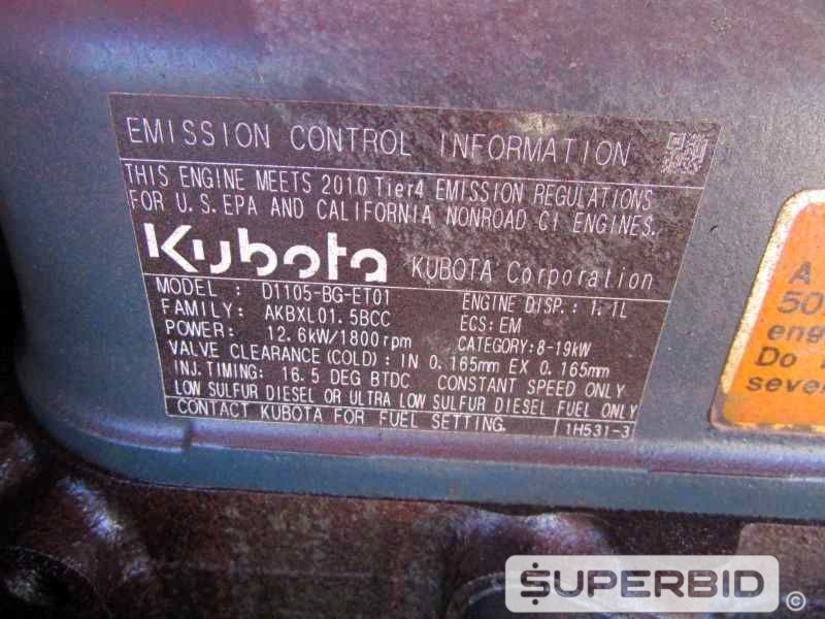 EMISSION CONTROL INFORMATION
THIS ENGINE MEETS 2010 Tier4 EMISSION REGULATIONS
FOR U.S.EPA AND CALIFORNIA NONROAD CI ENGINES.
Kubota KUBOTA Corporation
MODEL : D1105-BG-ET01 ENGINE DISP.: 1.1L
FAMILY: AKBXL01.5BCC ECS:EM
POWER: 12.6kW/1800rpm CATEGORY:8-19kW
VALVE CLEARANCE(COLD): IN 0.165mm EX 0.165mm
INJ.TIMING: 16.5 DEG BTDC CONSTANT SPEED ONLY
LOW SULFUR DIESEL OR ULTRA LOW SULFUR DIESEL FUEL ONLY
CONTACT KUBOTA FOR FUEL SETTING. 1H531-3
A
50
eng
Do
seve
SUPERBID ©